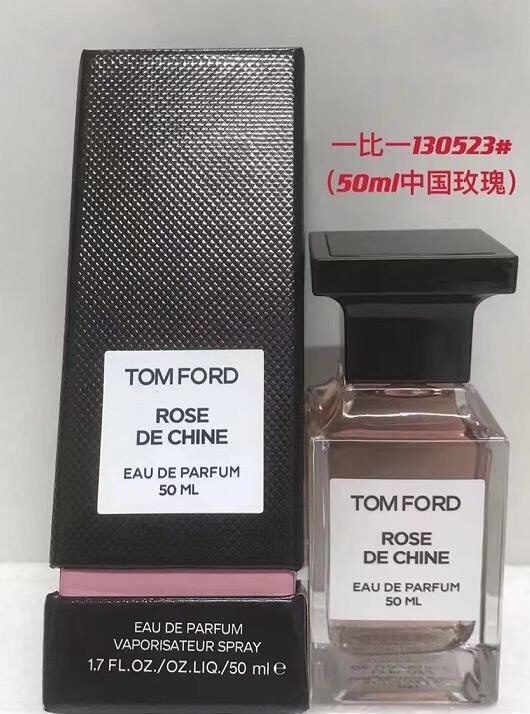 一比一130523#
(50ml中国玫瑰)
TOM FORD
ROSE
DE CHINE
EAU DE PARFUM
50 ML
EAU DE PARFUM
VAPORISATEUR SPRAY
1.7 FL.OZ./OZ.LIQ./50 ml ℮
TOM FORD
ROSE
DE CHINE
EAU DE PARFUM
50 ML